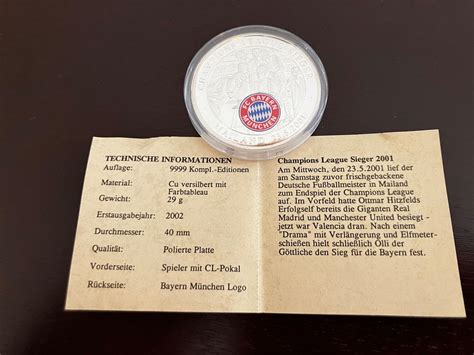 FC BAYERN
MÜNCHEN
TECHNISCHE INFORMATIONEN
Auflage: 9999 Kompl.-Editionen
Material: Cu versilbert mit
Farbtableau
Gewicht: 29 g
Erstausgabejahr: 2002
Durchmesser: 40 mm
Qualität: Polierte Platte
Vorderseite: Spieler mit CL-Pokal
Rückseite: Bayern München Logo
Champions League Sieger 2001
Am Mittwoch, den 23.5.2001 lief der
am Samstag zuvor frischgebackene
Deutsche Fußballmeister in Mailand
zum Endspiel der Champions League
auf. Im Vorfeld hatte Ottmar Hitzfelds
Erfolgself bereits die Giganten Real
Madrid und Manchester United besiegt -
jetzt war Valencia dran. Nach einem
"Drama" mit Verlängerung und Elfmeter-
schießen hielt schließlich Olli der
Göttliche den Sieg für die Bayern fest.